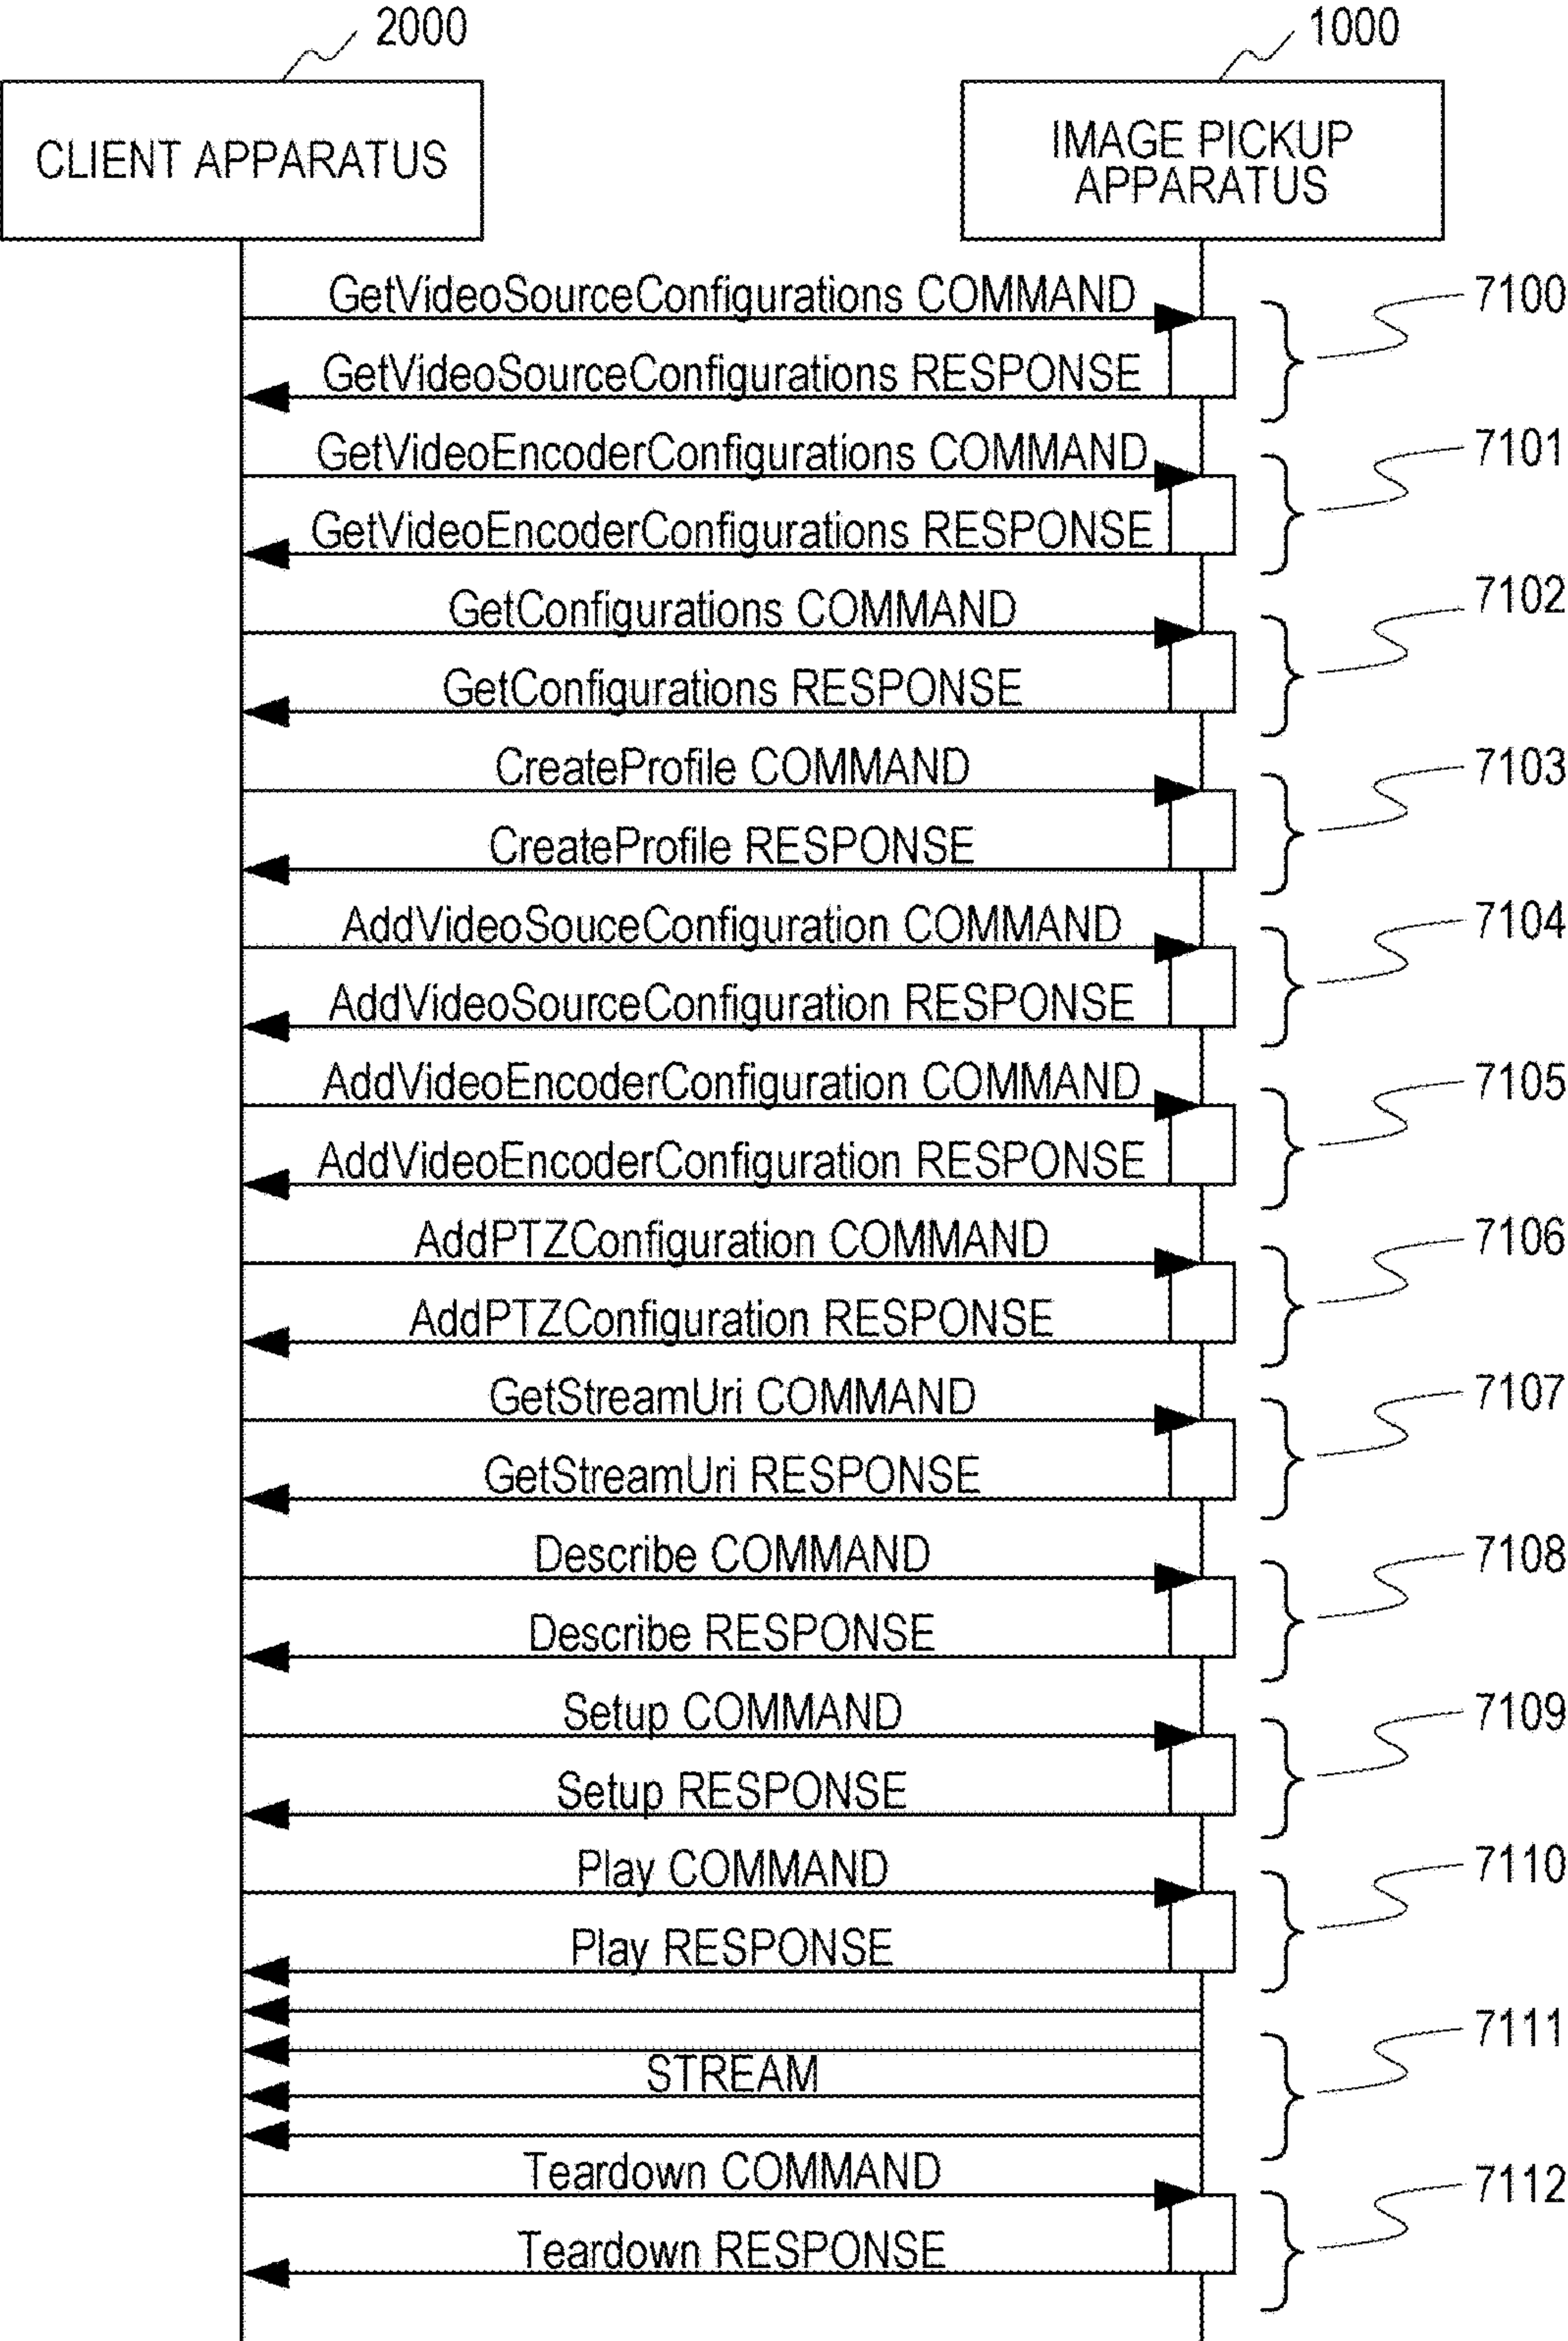 2000
1000
CLIENT APPARATUS
IMAGE PICKUP
APPARATUS
GetVideoSourceConfigurations COMMAND
7100
GetVideoSourceConfigurations RESPONSE
GetVideoEncoderConfigurations COMMAND
7101
GetVideoEncoderConfigurations RESPONSE
GetConfigurations COMMAND
7102
GetConfigurations RESPONSE
CreateProfile COMMAND
7103
CreateProfile RESPONSE
AddVideoSouceConfiguration COMMAND
7104
AddVideoSourceConfiguration RESPONSE
AddVideoEncoderConfiguration COMMAND
7105
AddVideoEncoderConfiguration RESPONSE
AddPTZConfiguration COMMAND
7106
AddPTZConfiguration RESPONSE
GetStreamUri COMMAND
7107
GetStreamUri RESPONSE
Describe COMMAND
7108
Describe RESPONSE
Setup COMMAND
7109
Setup RESPONSE
Play COMMAND
7110
Play RESPONSE
7111
STREAM
Teardown COMMAND
7112
Teardown RESPONSE